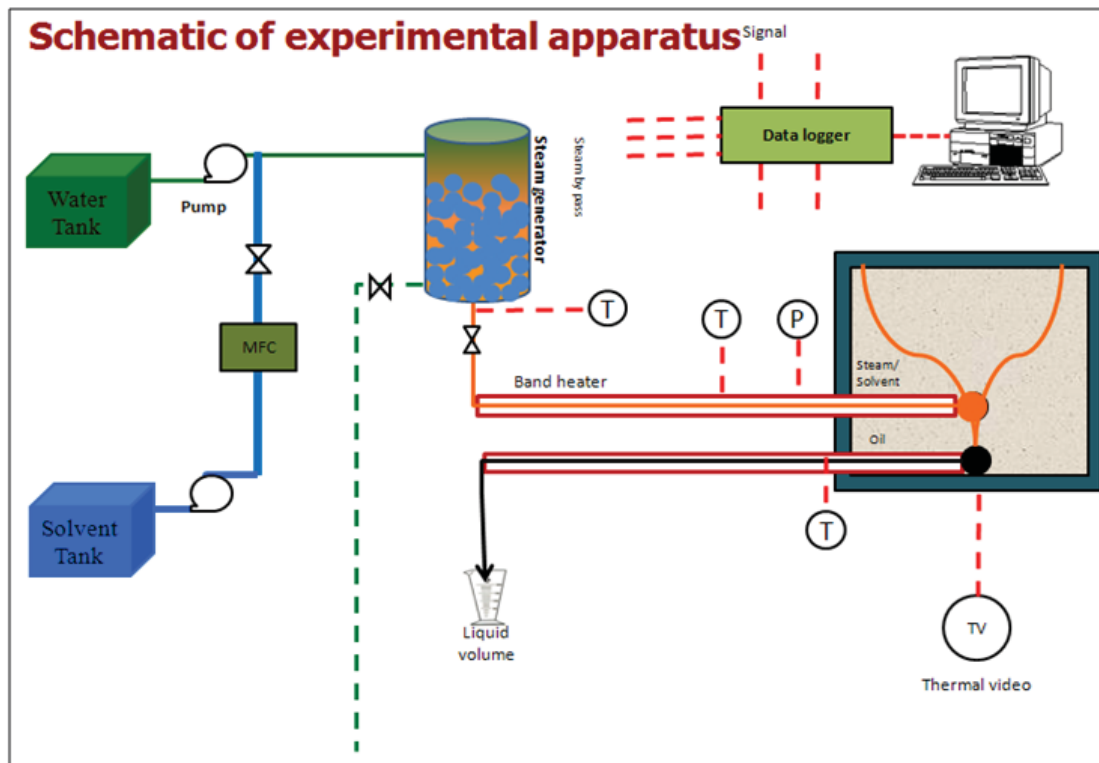 Schematic of experimental apparatus
Signal
Data logger
Water
Tank
Pump
Steam generator
Steam by pass
T
T
P
MFC
Band heater
Steam/
Solvent
Oil
Solvent
Tank
T
Liquid
volume
TV
Thermal video